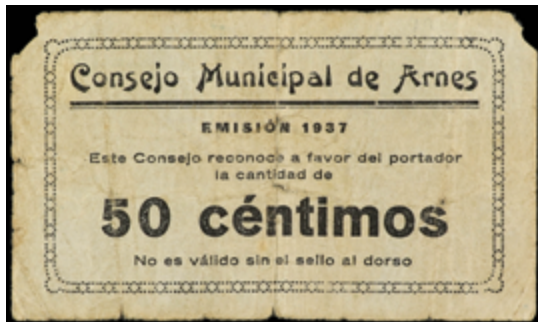 Consejo Municipal de Arnes
EMISIÓN 1937
Este Consejo reconoce a favor del portador
la cantidad de
50 céntimos
No es válido sin el sello al dorso